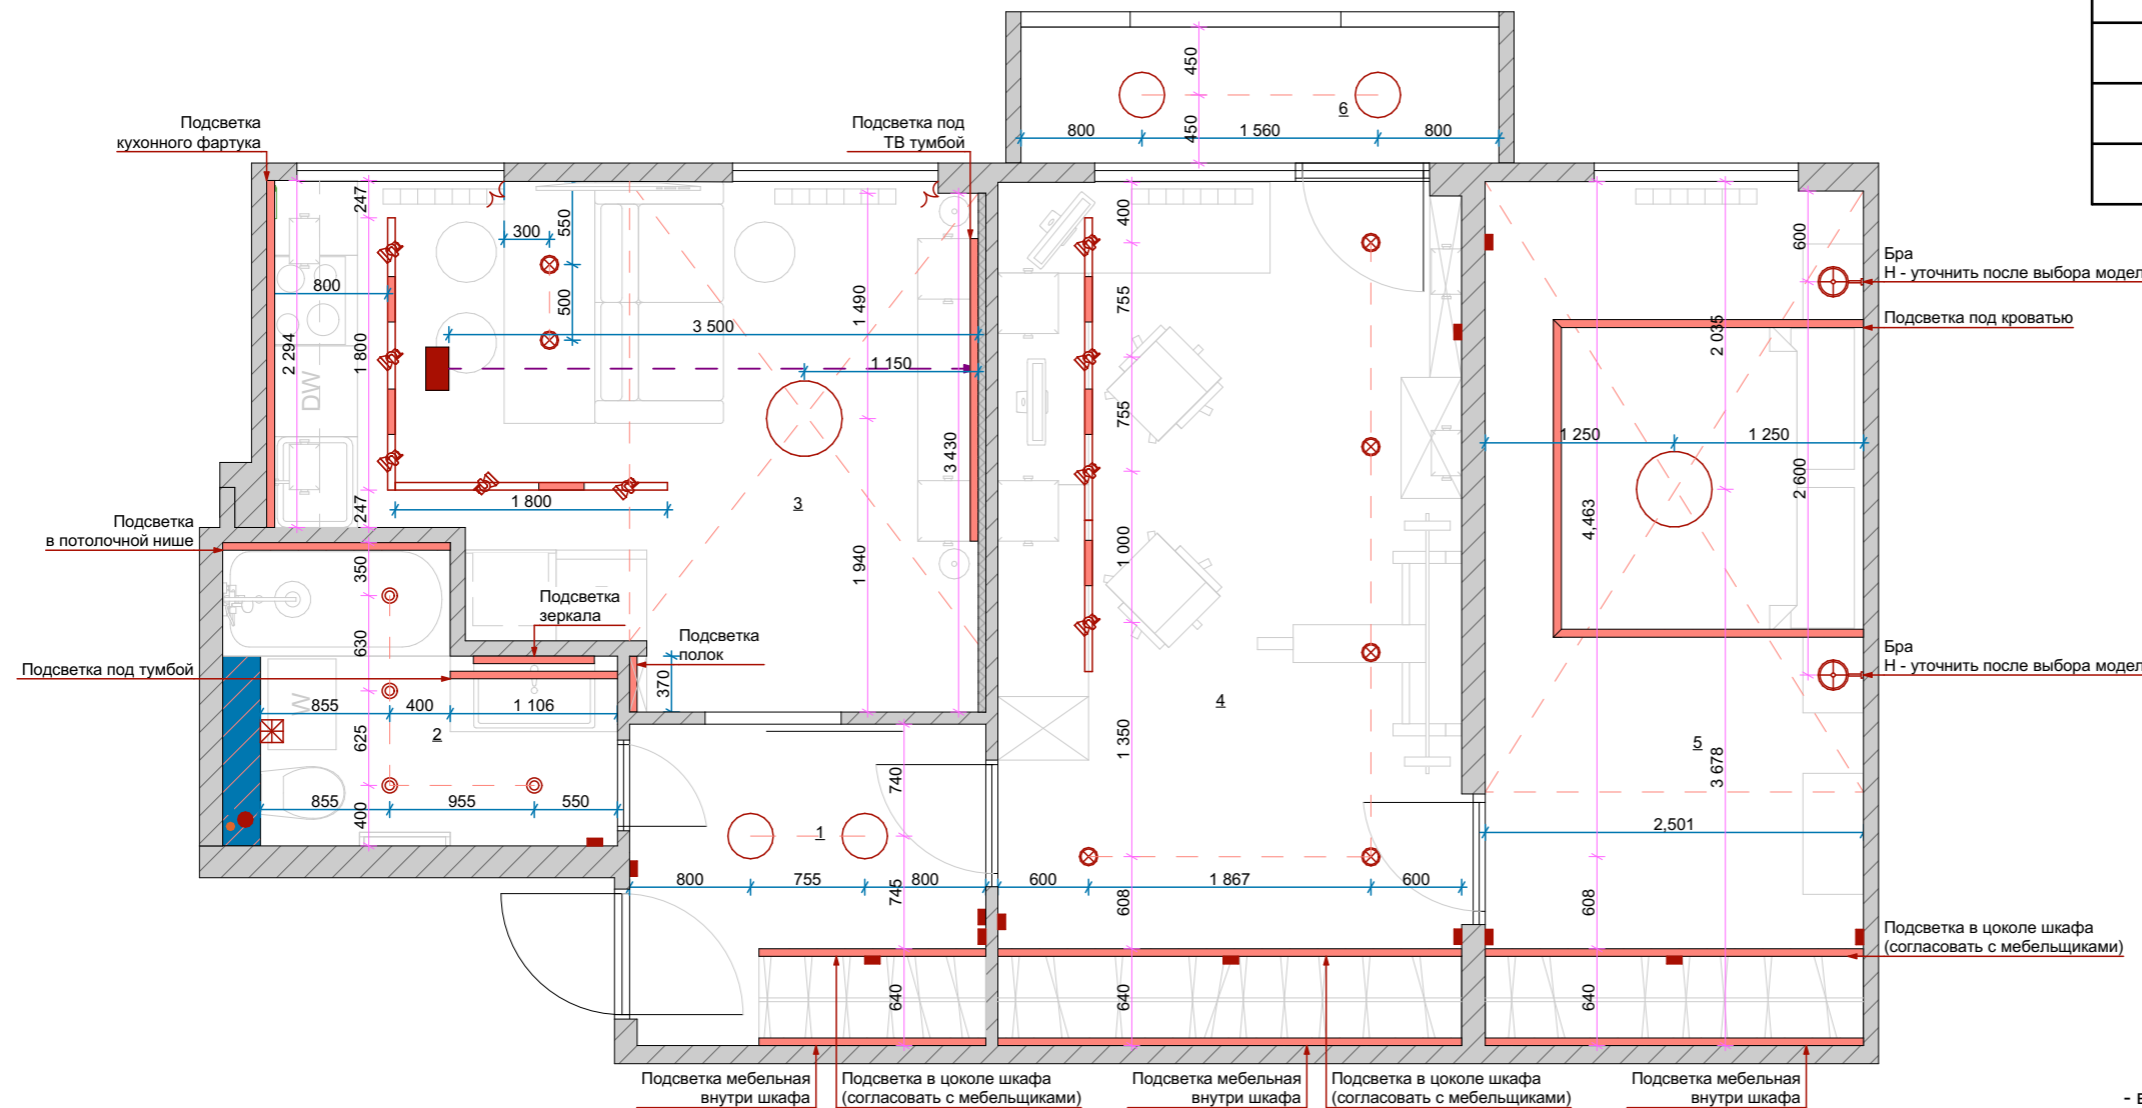 450
450
800
1 560
800
6
Подсветка
кухонного фартука
Подсветка под
ТВ тумбой
247
300
550
500
800
2 294
1 800
DW
3 500
1 490
1 150
3 430
3
1 800
247
1 940
400
755
755
1 000
1 350
4
608
640
600
Бра
Н - уточнить после выбора модел
Подсветка под кроватью
2 035
1 250
1 250
2 600
4,463
Бра
Н - уточнить после выбора модел
5
3 678
2,501
608
640
Подсветка
в потолочной нише
350
630
625
400
Подсветка
зеркала
Подсветка
полок
370
Подсветка под тумбой
W
855
400
1 106
2
855
955
550
740
1
800
755
800
745
640
600
1 867
600
Подсветка в цоколе шкафа
(согласовать с мебельщиками)
Подсветка мебельная
внутри шкафа
Подсветка в цоколе шкафа
(согласовать с мебельщиками)
Подсветка мебельная
внутри шкафа
Подсветка в цоколе шкафа
(согласовать с мебельщиками)
Подсветка мебельная
внутри шкафа